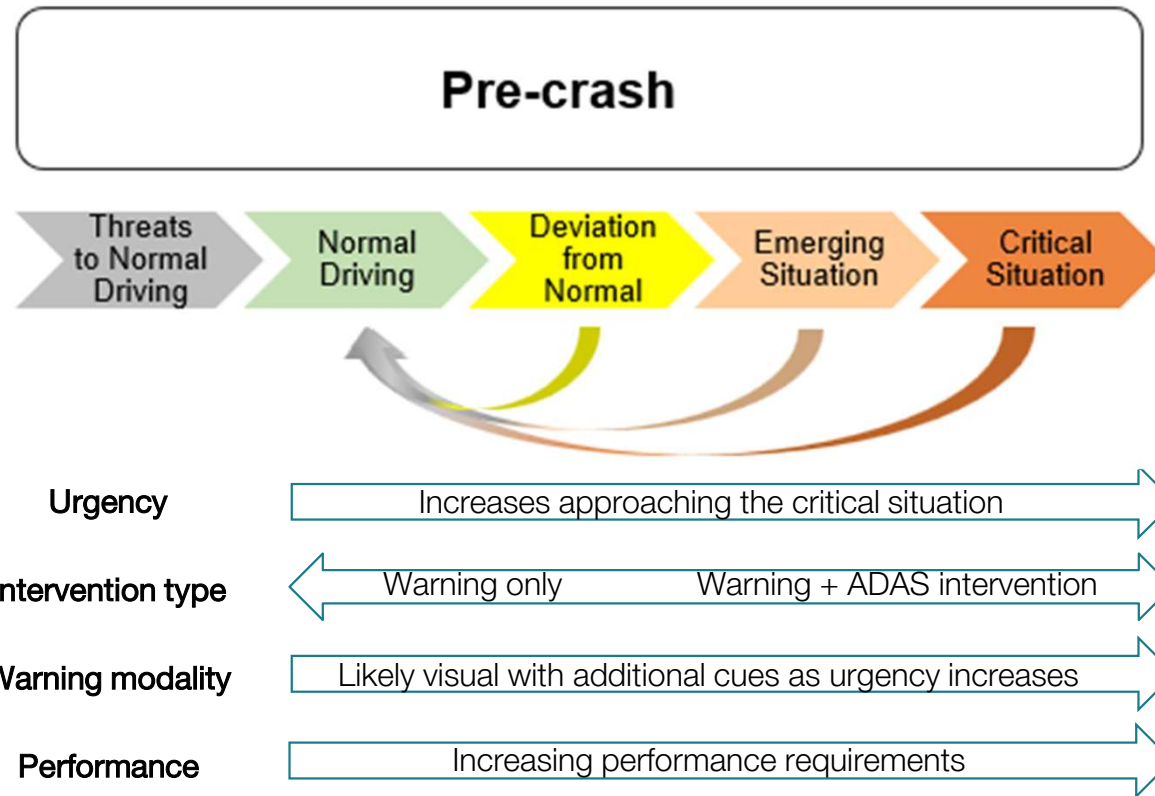 Pre-crash
Threats
to Normal
Driving
Normal
Driving
Deviation
from
Normal
Emerging
Situation
Critical
Situation
Urgency
Increases approaching the critical situation
ntervention type
Warning only
Warning + ADAS intervention
Warning modality
Likely visual with additional cues as urgency increases
Performance
Increasing performance requirements